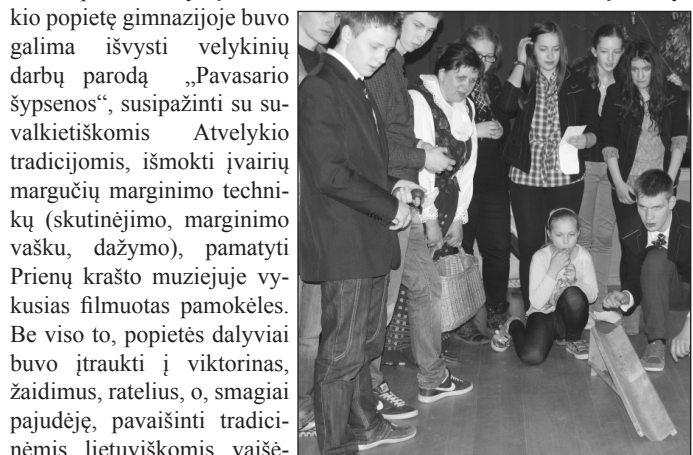 kio popietę gimnazijoje buvo
galima išvysti velykinių
darbų parodą „Pavasario
šypsenos“, susipažinti su su-
valkietiškomis Atvelykio
tradicijomis, išmokti įvairių
margučių marginimo techni-
kų (skutinėjimo, marginimo
vašku, dažymo), pamatyti
Prienų krašto muziejuje vy-
kusias filmuotas pamokėles.
Be viso to, popietės dalyviai
buvo įtraukti į viktorinas,
žaidimus, ratelius, o, smagiai
pajudėję, pavaišinti tradici-
nėmis lietuviškomis vaišė-